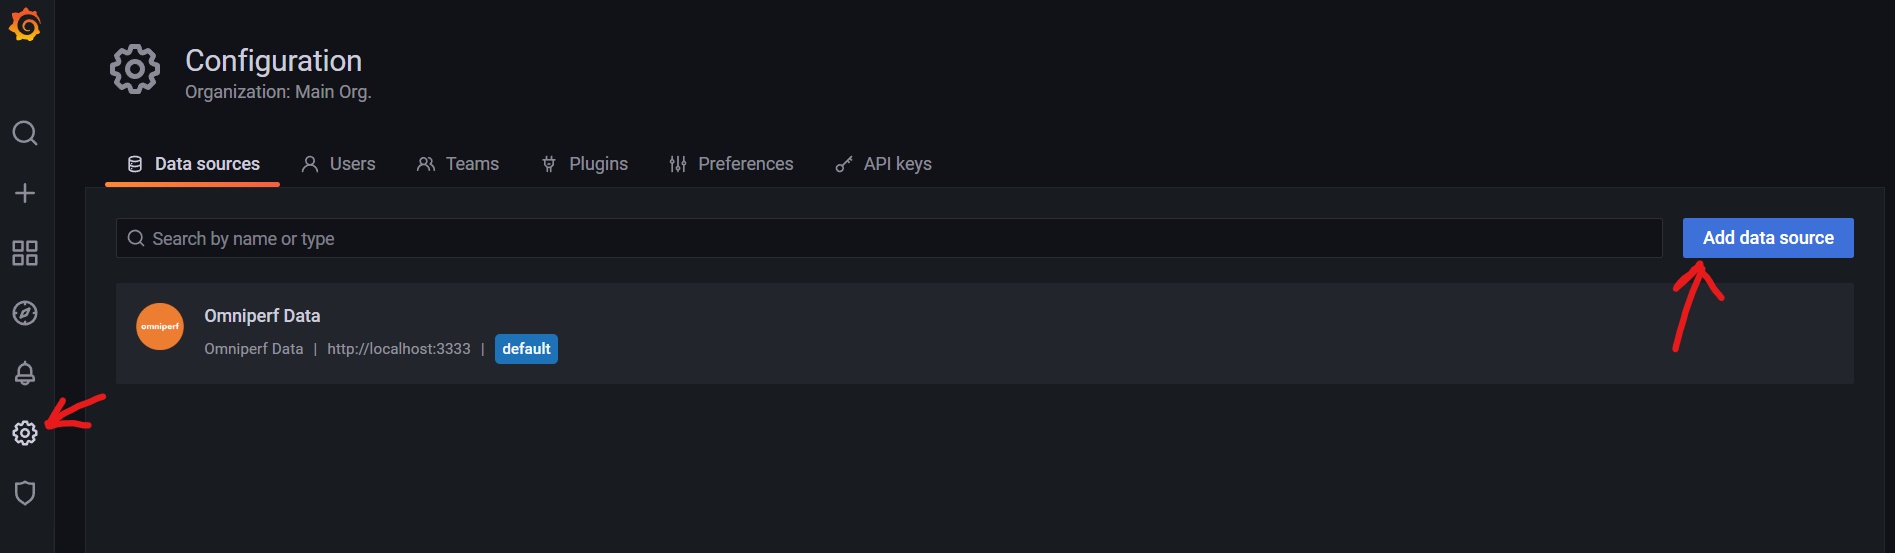 Configuration
Organization: Main Org.
Data sources Users Teams Plugins Preferences API keys
Search by name or type Add data source
omniperf
Omniperf Data
Omniperf Data | http://localhost:3333 | default